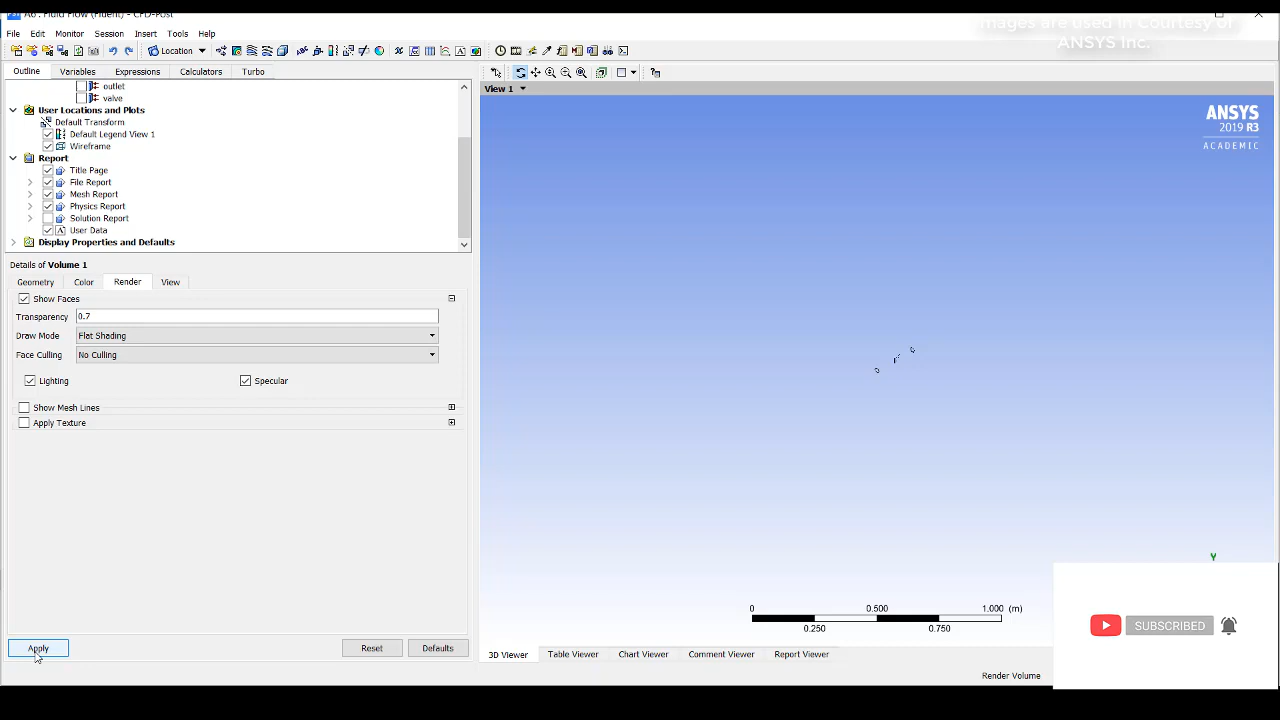 A6 : Fluid Flow (Fluent) - CFD-Post
images are used in Courtesy of
ANSYS Inc.
File Edit Monitor Session Insert Tools Help
Location
Outline Variables Expressions Calculators Turbo
View 1
outlet
valve
User Locations and Plots
Default Transform
Default Legend View 1
Wireframe
Report
Title Page
File Report
Mesh Report
Physics Report
Solution Report
User Data
Display Properties and Defaults
ANSYS
2019 R3
ACADEMIC
Details of Volume 1
Geometry Color Render View
Show Faces
Transparency 0.7
Draw Mode Flat Shading
Face Culling No Culling
Lighting Specular
Show Mesh Lines
Apply Texture
Y
0 0.500 1.000 (m)
0.250 0.750
SUBSCRIBED
Apply Reset Defaults
3D Viewer Table Viewer Chart Viewer Comment Viewer Report Viewer
Render Volume